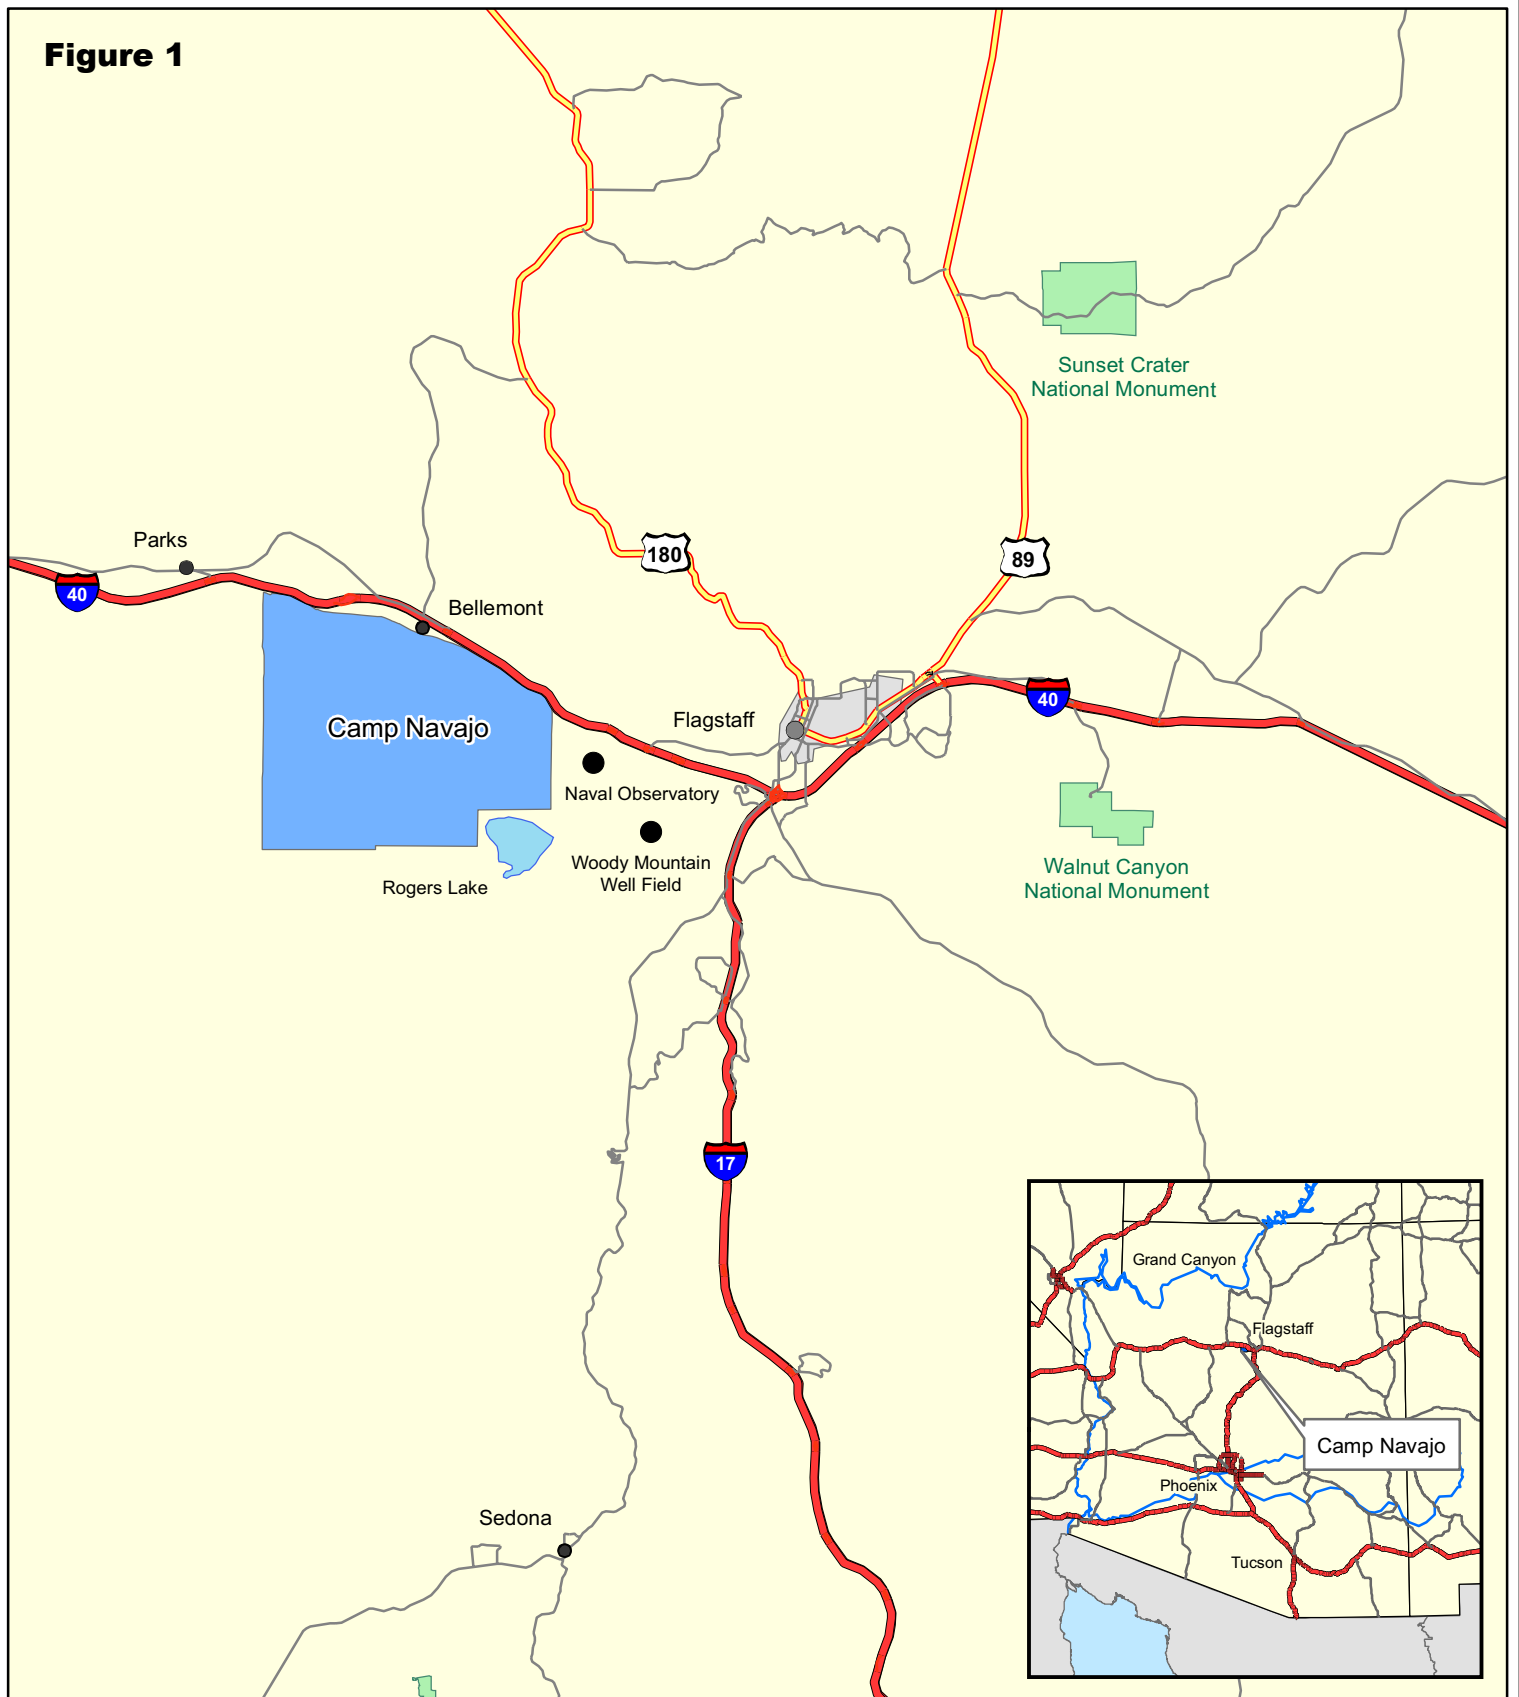 Figure 1
Sunset Crater
National Monument
Parks
180
89
40
Bellemont
40
Camp Navajo
Flagstaff
Naval Observatory
Woody Mountain
Well Field
Rogers Lake
Walnut Canyon
National Monument
17
Sedona
Grand Canyon
Flagstaff
Camp Navajo
Phoenix
Tucson